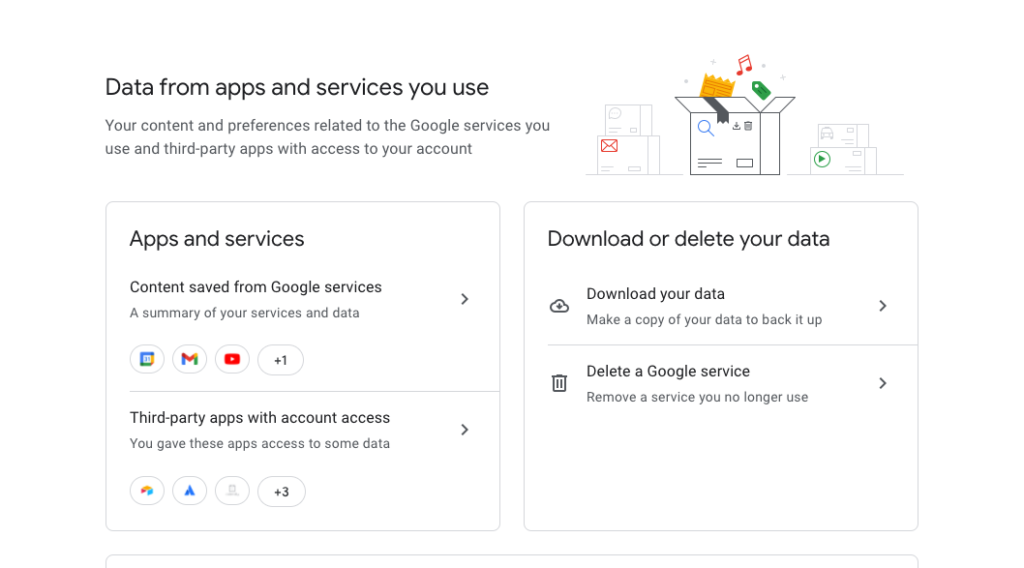 Data from apps and services you use
Your content and preferences related to the Google services you
use and third-party apps with access to your account
Apps and services
Content saved from Google services
A summary of your services and data
+1
Third-party apps with account access
You gave these apps access to some data
+3
Download or delete your data
Download your data
Make a copy of your data to back it up
Delete a Google service
Remove a service you no longer use